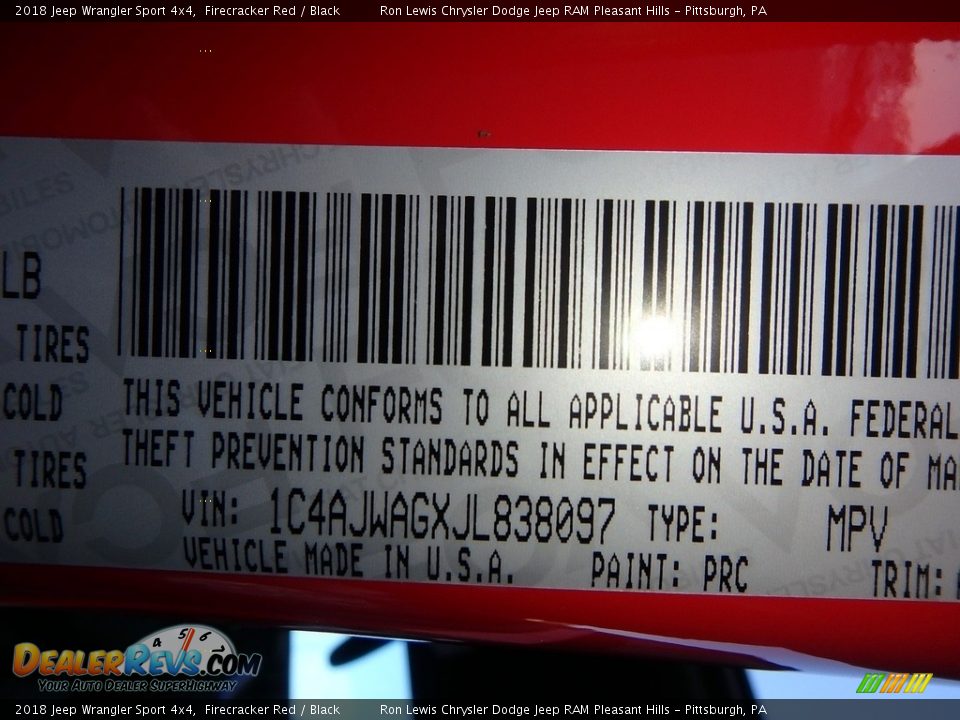 2018 Jeep Wrangler Sport 4x4, Firecracker Red / Black Ron Lewis Chrysler Dodge Jeep RAM Pleasant Hills - Pittsburgh, PA
LB
TIRES
COLD
TIRES
COLD
THIS VEHICLE CONFORMS TO ALL APPLICABLE U.S.A. FEDERAL
THEFT PREVENTION STANDARDS IN EFFECT ON THE DATE OF MA
VIN: 1C4AJWAGXJL838097 TYPE: MPV
VEHICLE MADE IN U.S.A. PAINT: PRC TRIM:
4 5 6
DEALERREVS.COM
YOUR AUTO DEALER SUPERHIGHWAY
2018 Jeep Wrangler Sport 4x4, Firecracker Red / Black Ron Lewis Chrysler Dodge Jeep RAM Pleasant Hills - Pittsburgh, PA